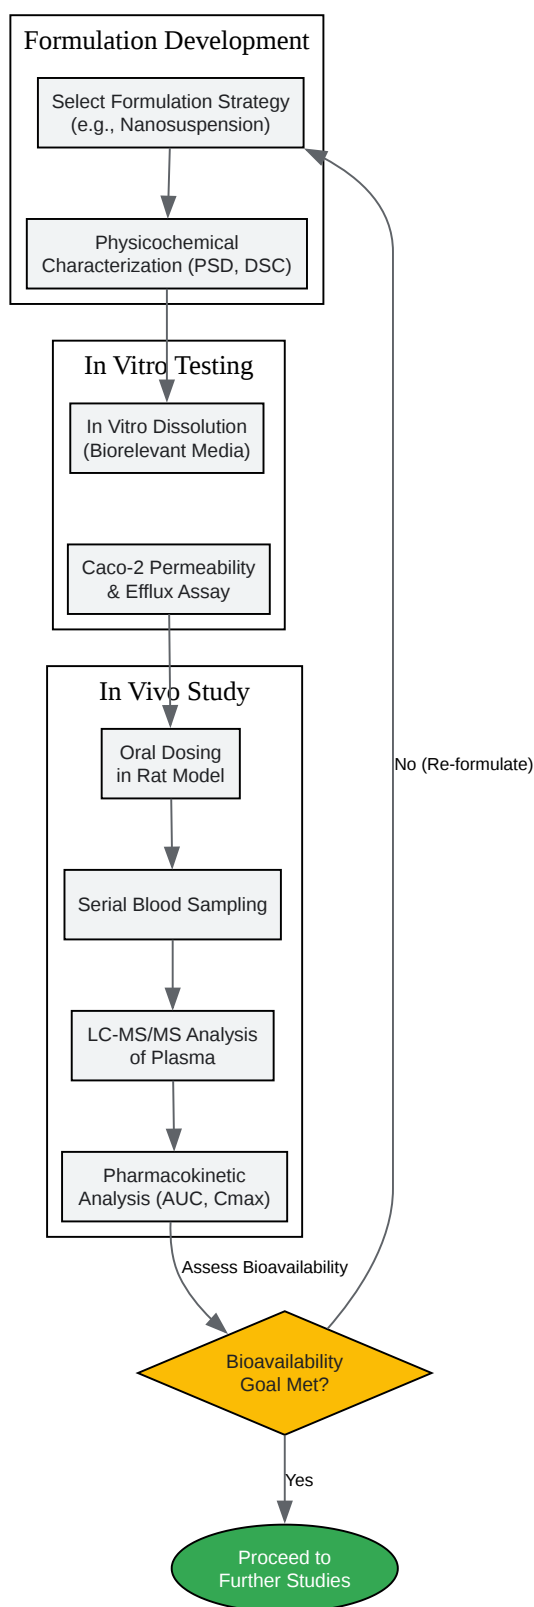 Formulation Development
Select Formulation Strategy
(e.g., Nanosuspension)
Physicochemical
Characterization (PSD, DSC)
In Vitro Testing
In Vitro Dissolution
(Biorelevant Media)
Caco-2 Permeability
& Efflux Assay
In Vivo Study
Oral Dosing
in Rat Model
No (Re-formulate)
Serial Blood Sampling
LC-MS/MS Analysis
of Plasma
Pharmacokinetic
Analysis (AUC, Cmax)
Assess Bioavailability
Bioavailability
Goal Met?
Yes
Proceed to
Further Studies